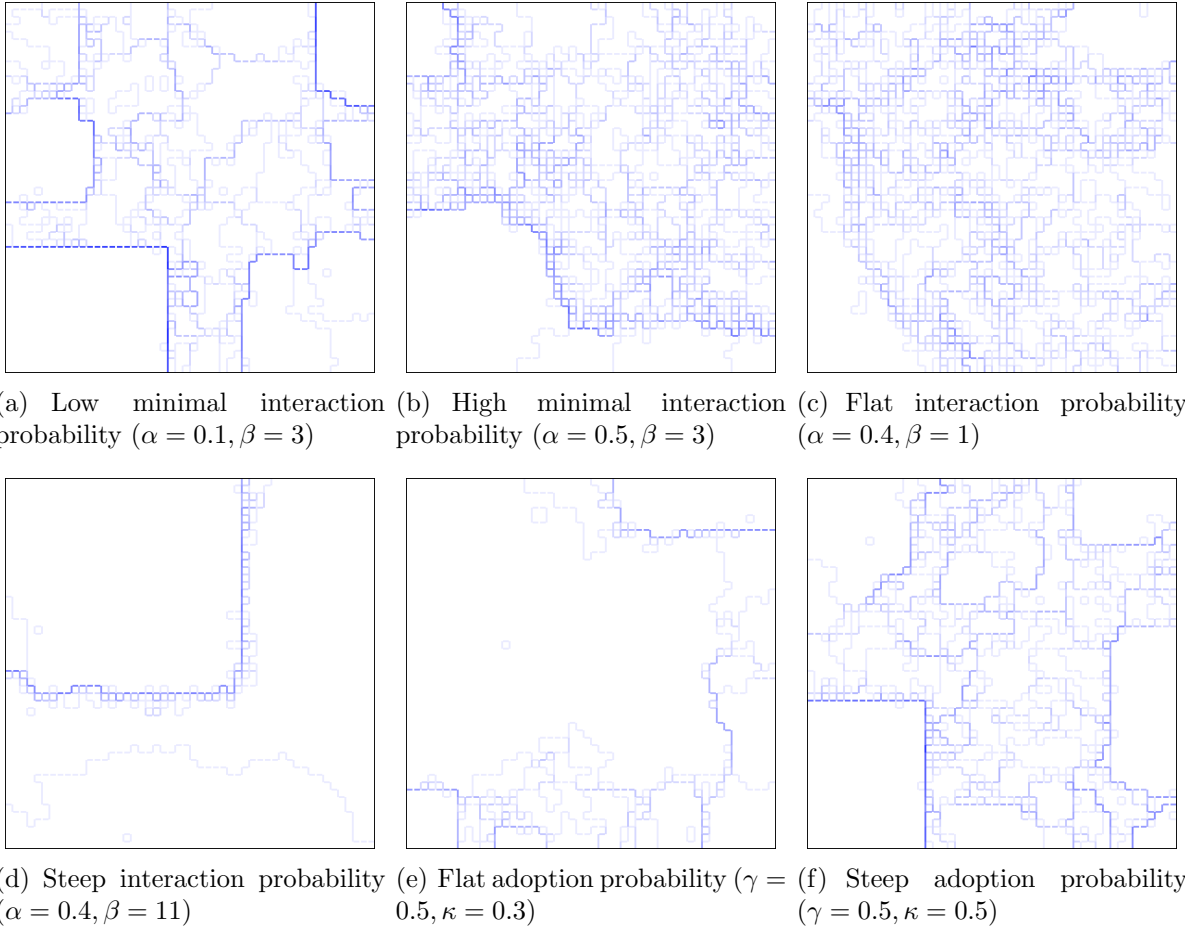 (a) Low minimal interaction
probability (α = 0.1, β = 3)
(b) High minimal interaction
probability (α = 0.5, β = 3)
(c) Flat interaction probability
(α = 0.4, β = 1)
(d) Steep interaction probability
(α = 0.4, β = 11)
(e) Flat adoption probability (γ =
0.5, κ = 0.3)
(f) Steep adoption probability
(γ = 0.5, κ = 0.5)